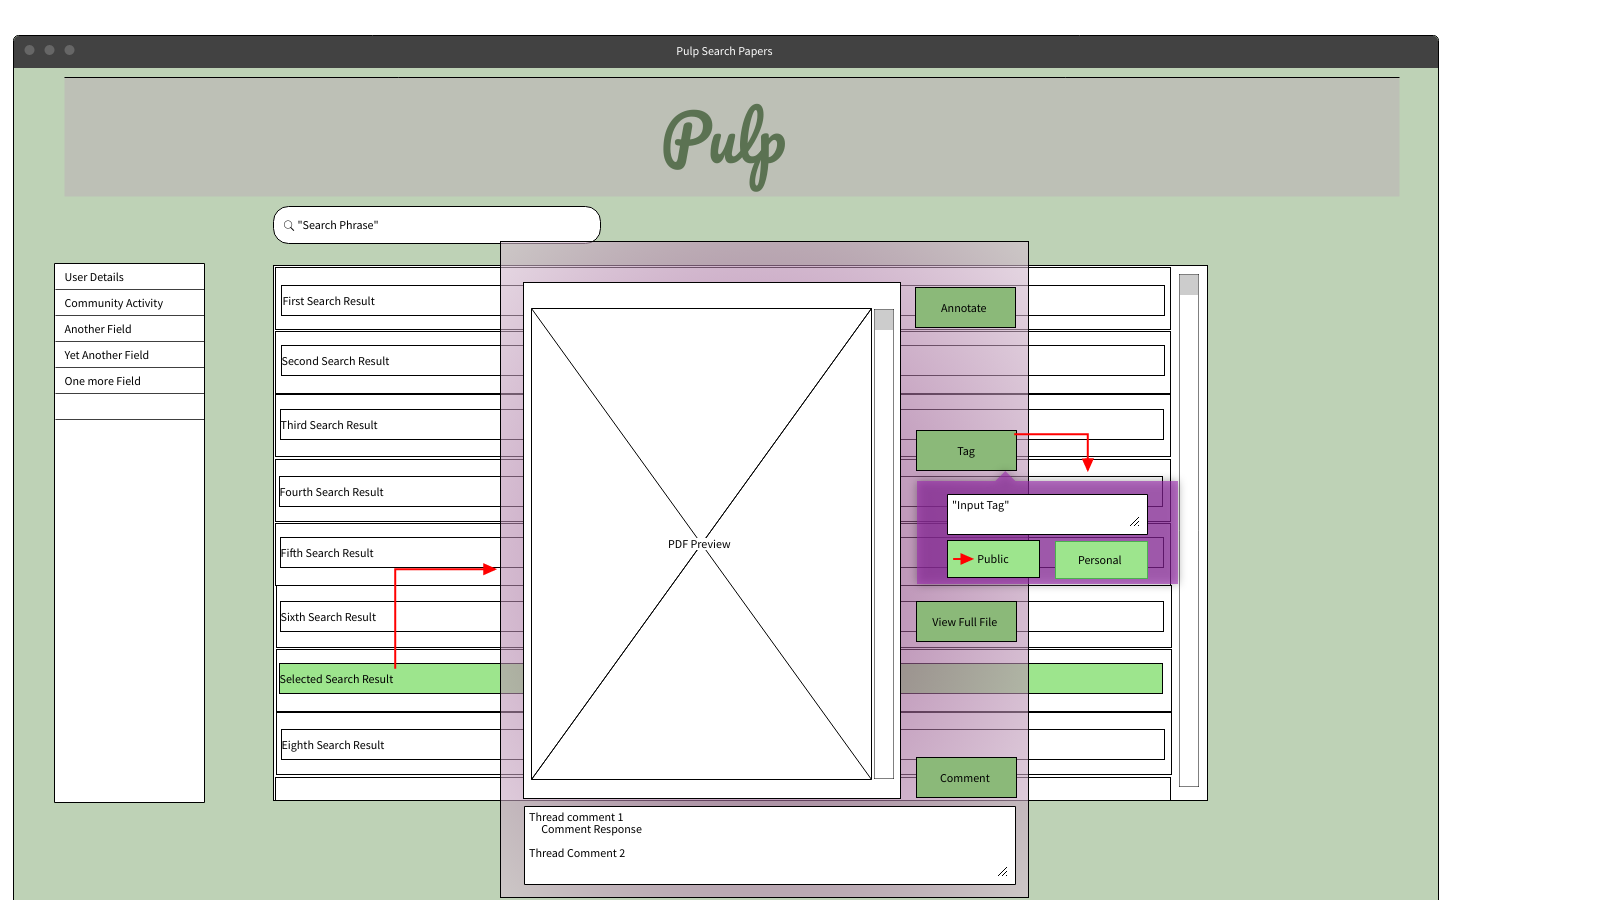 Pulp Search Papers
Pulp
"Search Phrase"
User Details
Community Activity
Another Field
Yet Another Field
One more Field
First Search Result
Second Search Result
Third Search Result
Fourth Search Result
Fifth Search Result
Sixth Search Result
Selected Search Result
Eighth Search Result
PDF Preview
Annotate
Tag
"Input Tag"
Public
Personal
View Full File
Comment
Thread comment 1
Comment Response
Thread Comment 2